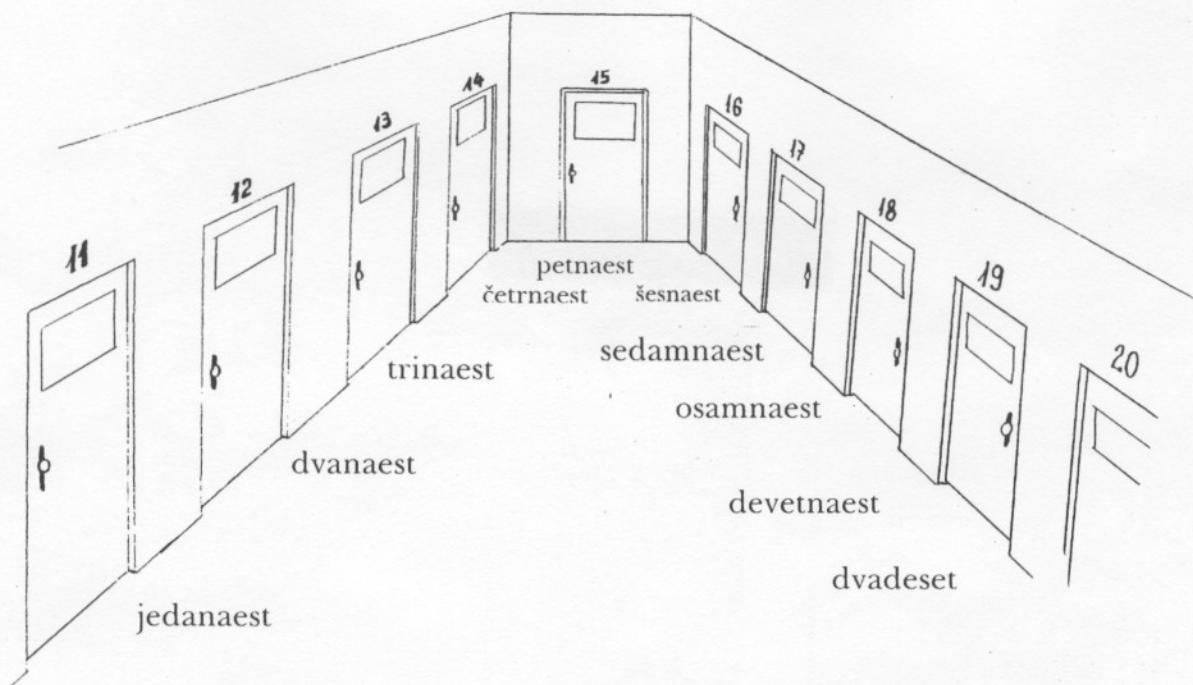 11
12
13
14
15
16
17
18
19
20
petnaest
četrnaest šesnaest
trinaest
sedamnaest
osamnaest
dvanaest
devetnaest
dvadeset
jedanaest